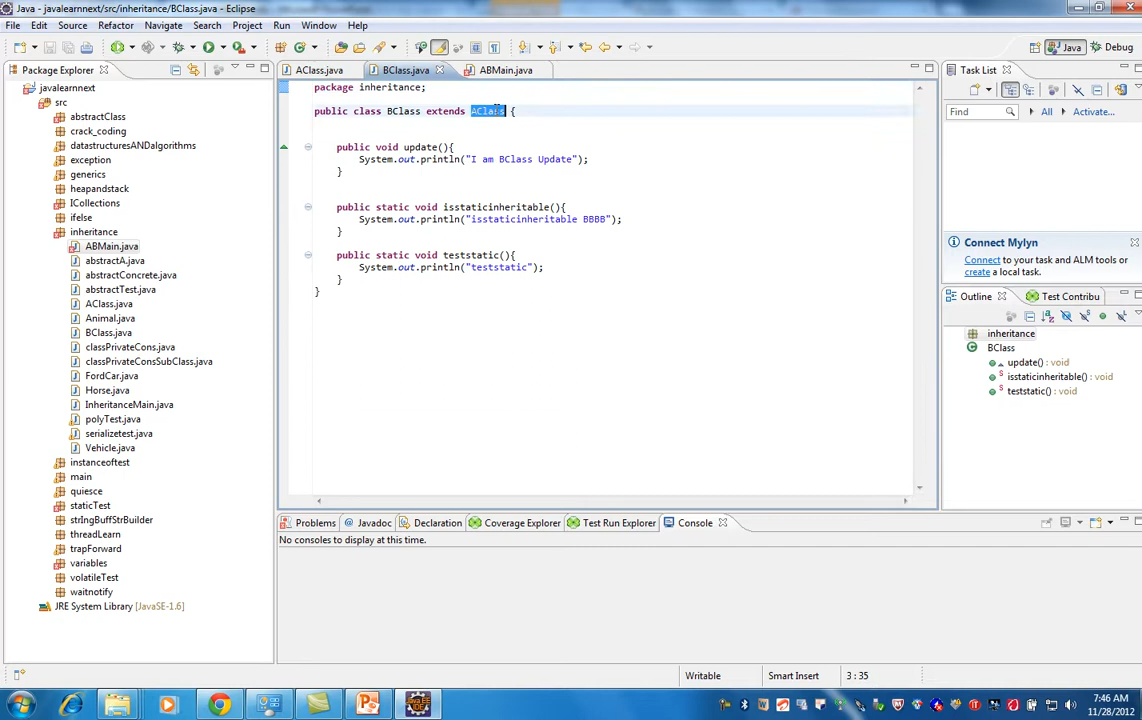 Java - javalearnnext/src/inheritance/BClass.java - Eclipse
File Edit Source Refactor Navigate Search Project Run Window Help
Java Debug
Package Explorer
javalearnnext
src
abstractClass
crack_coding
datastructuresANDalgorithms
exception
generics
heapandstack
ICollections
ifelse
inheritance
ABMain.java
abstractA.java
abstractConcrete.java
abstractTest.java
AClass.java
Animal.java
BClass.java
classPrivateCons.java
classPrivateConsSubClass.java
FordCar.java
Horse.java
InheritanceMain.java
polyTest.java
serializetest.java
Vehicle.java
instanceoftest
main
quiesce
staticTest
strIngBuffStrBuilder
threadLearn
trapForward
variables
volatileTest
waitnotify
JRE System Library [JavaSE-1.6]
AClass.java BClass.java ABMain.java
package inheritance;
public class BClass extends AClass {
public void update(){
System.out.println("I am BClass Update");
}
public static void isstaticinheritable(){
System.out.println("isstaticinheritable BBBB");
}
public static void teststatic(){
System.out.println("teststatic");
}
}
Task List
Find All Activate...
Connect Mylyn
Connect to your task and ALM tools or
create a local task.
Outline Test Contribu
inheritance
BClass
update() : void
isstaticinheritable() : void
teststatic() : void
Problems Javadoc Declaration Coverage Explorer Test Run Explorer Console
No consoles to display at this time.
Writable Smart Insert 3 : 35
7:46 AM
11/28/2012